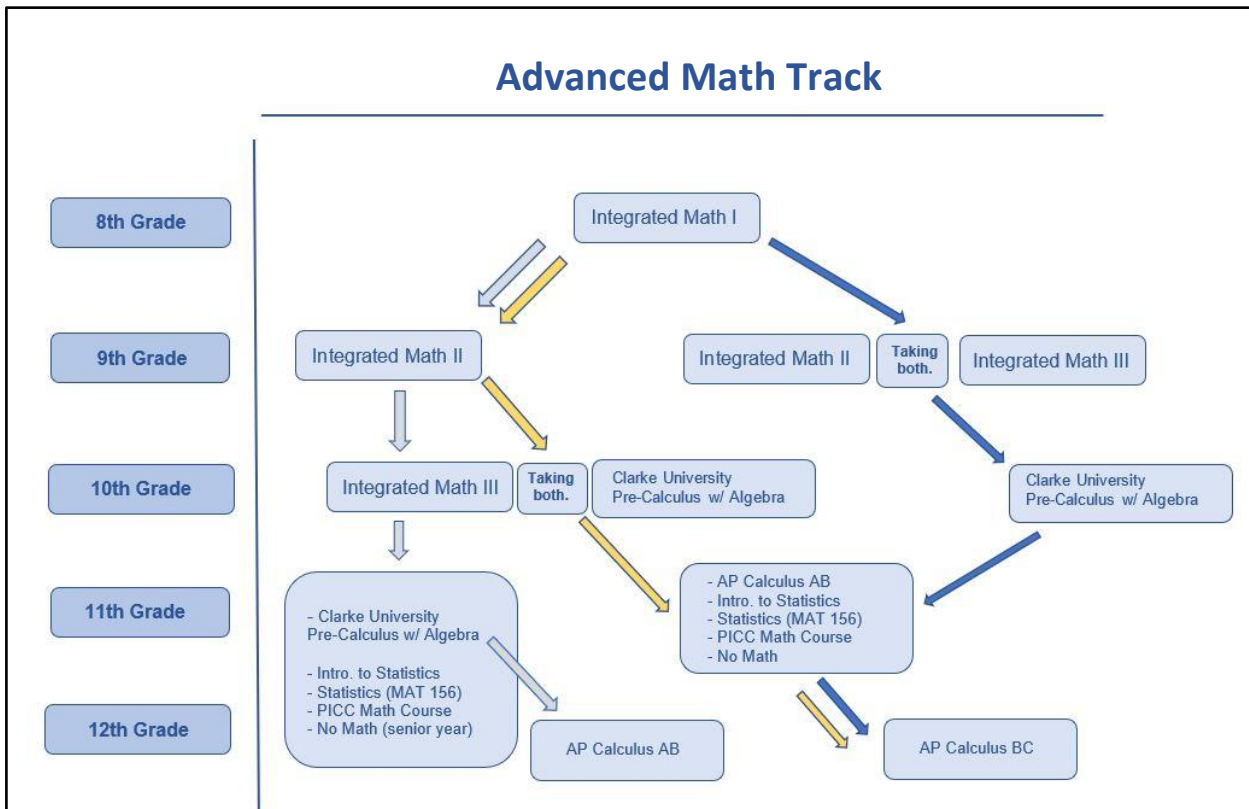 Advanced Math Track
8th Grade
Integrated Math I
9th Grade
Integrated Math II
Integrated Math II
Taking
both.
Integrated Math III
10th Grade
Integrated Math III
Taking
both.
Clarke University
Pre-Calculus w/ Algebra
Clarke University
Pre-Calculus w/ Algebra
11th Grade
- Clarke University
Pre-Calculus w/ Algebra
- Intro. to Statistics
- Statistics (MAT 156)
- PICC Math Course
- No Math (senior year)
- AP Calculus AB
- Intro. to Statistics
- Statistics (MAT 156)
- PICC Math Course
- No Math
12th Grade
AP Calculus AB
AP Calculus BC